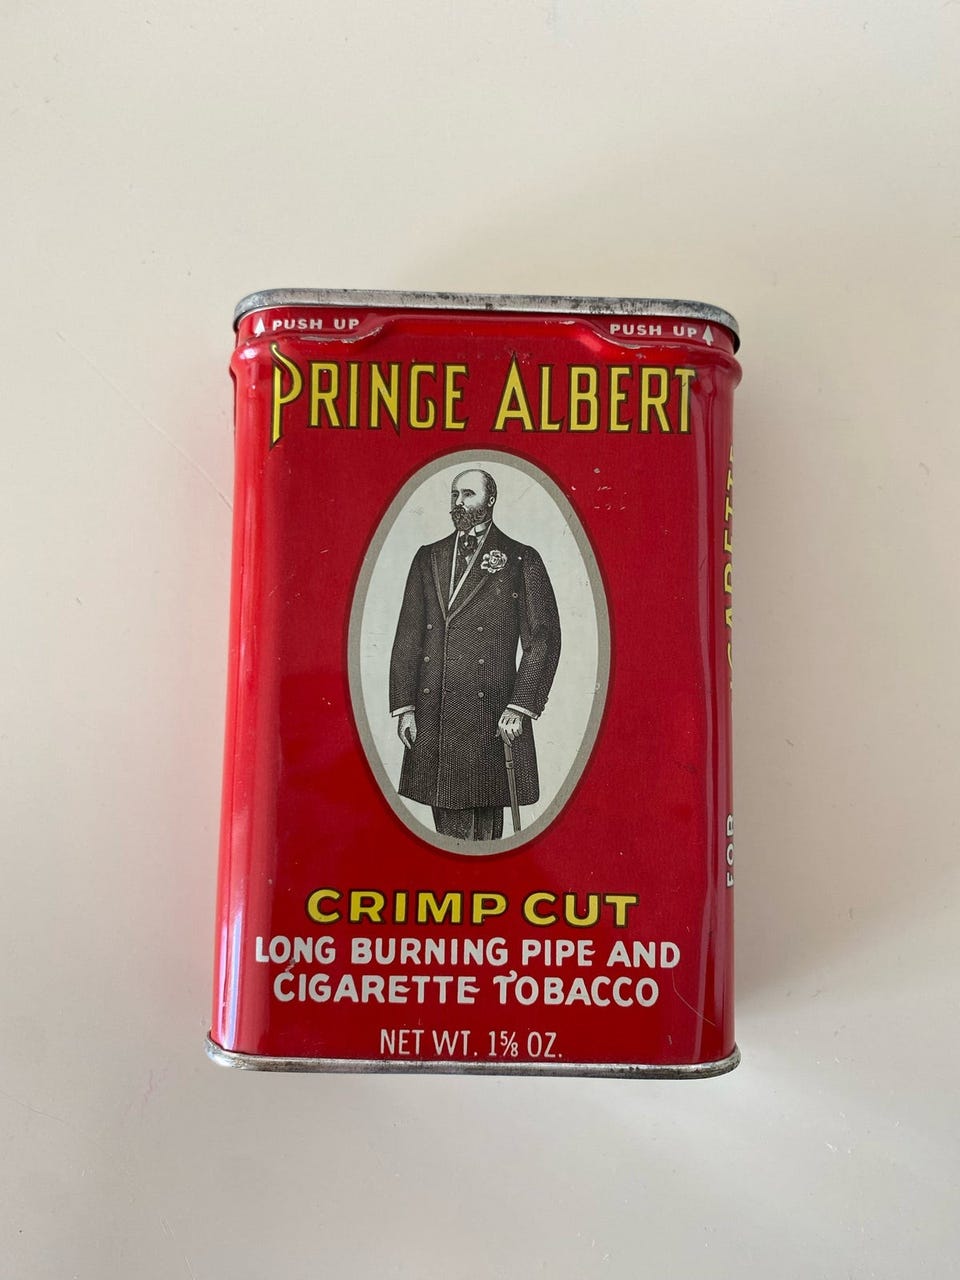 PUSH UP PUSH UP
PRINCE ALBERT
CRIMP CUT
LONG BURNING PIPE AND
CIGARETTE TOBACCO
NET WT. 1⅝ OZ.
FOR